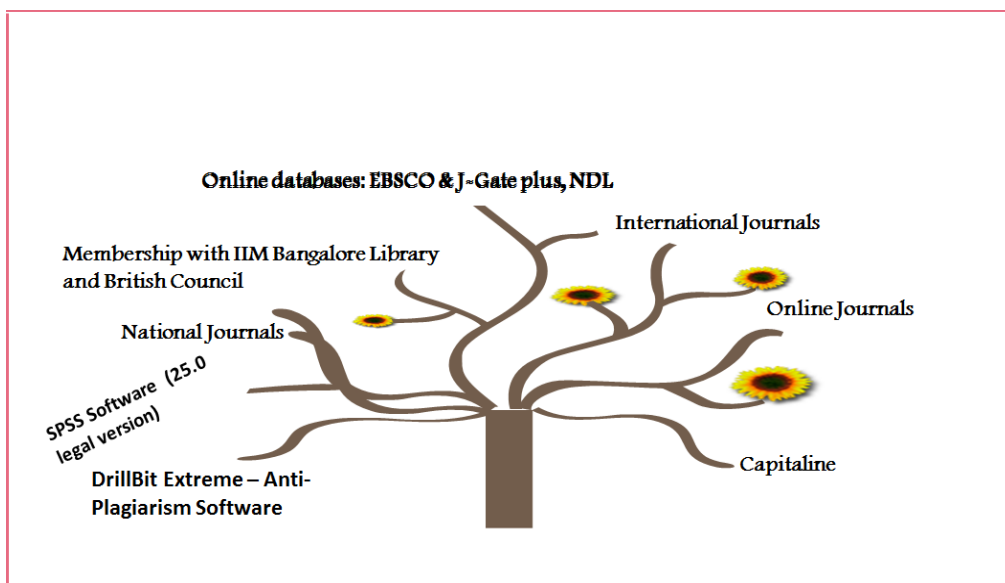 Online databases: EBSCO & J-Gate plus, NDL
International Journals
Membership with IIM Bangalore Library
and British Council
Online Journals
National Journals
SPSS Software (25.0
legal version)
Capitaline
DrillBit Extreme – Anti-
Plagiarism Software